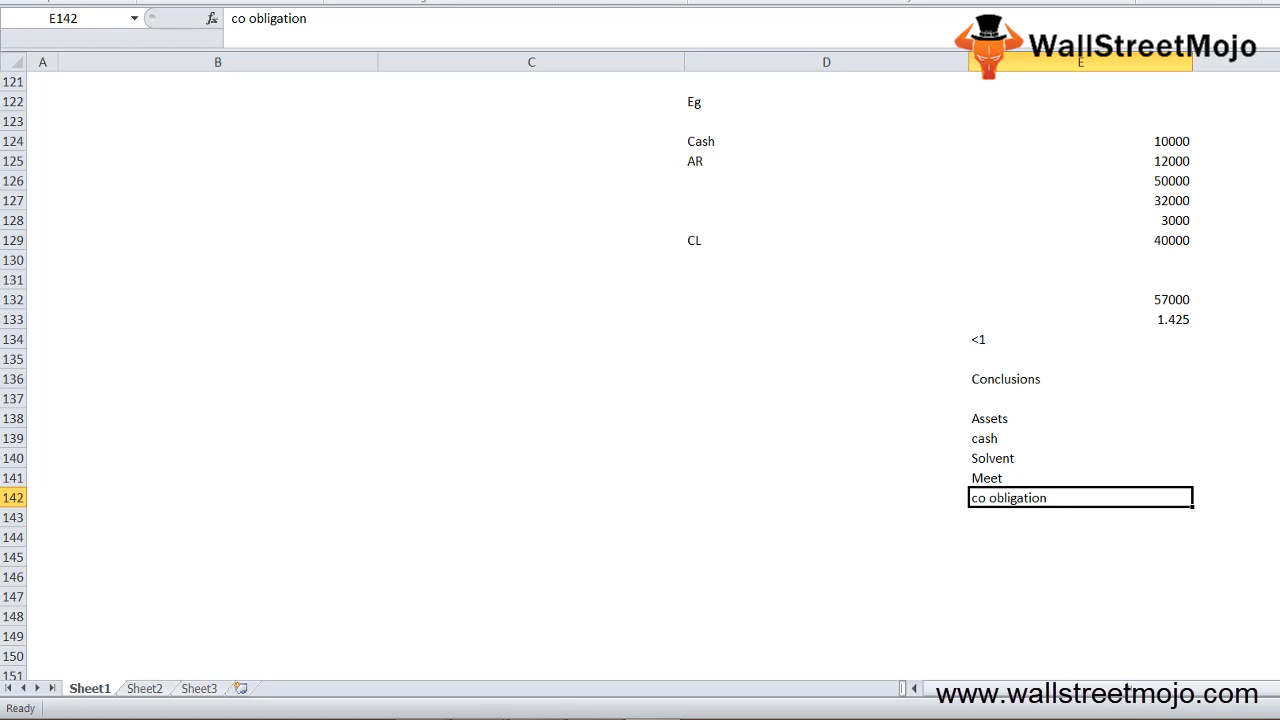 E142 fx co obligation
WallStreetMojo
A B C D E
121
122 Eg
123
124 Cash 10000
125 AR 12000
126 50000
127 32000
128 3000
129 CL 40000
130
131
132 57000
133 1.425
134 <1
135
136 Conclusions
137
138 Assets
139 cash
140 Solvent
141 Meet
142 co obligation
143
144
145
146
147
148
149
150
151
Sheet1 Sheet2 Sheet3
www.wallstreetmojo.com
Ready